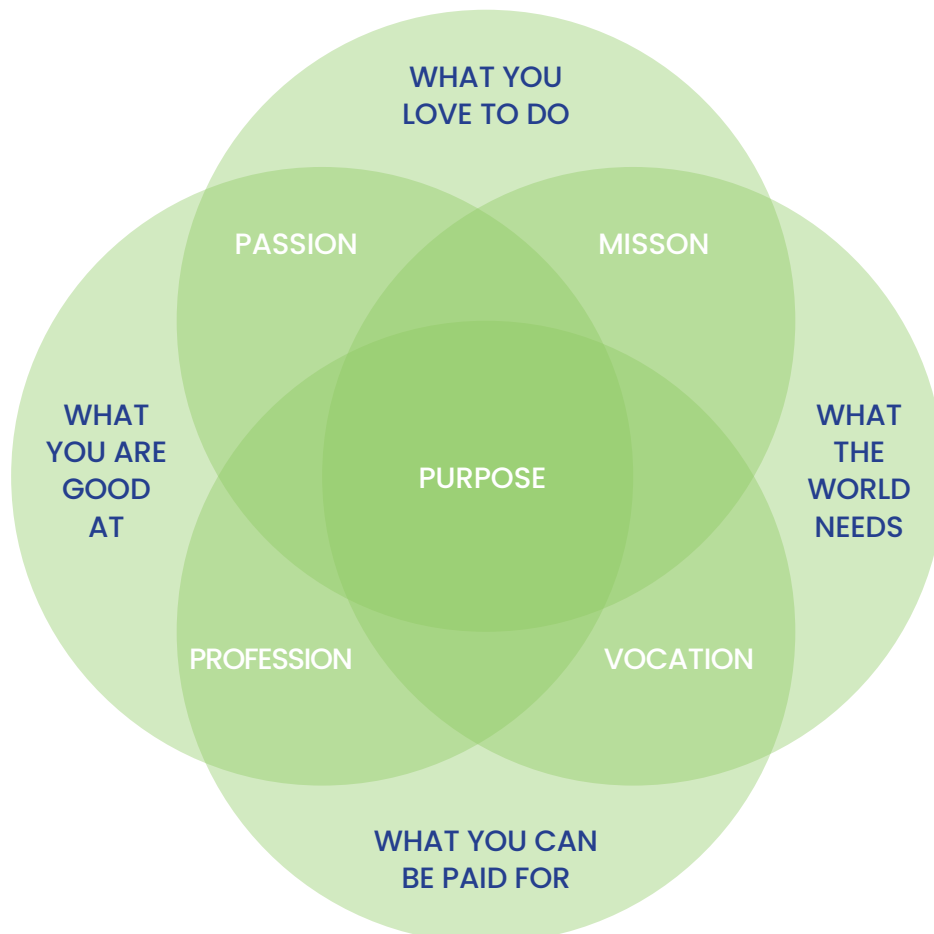 WHAT YOU
LOVE TO DO
PASSION
MISSON
WHAT
YOU ARE
GOOD
AT
PURPOSE
WHAT
THE
WORLD
NEEDS
PROFESSION
VOCATION
WHAT YOU CAN
BE PAID FOR